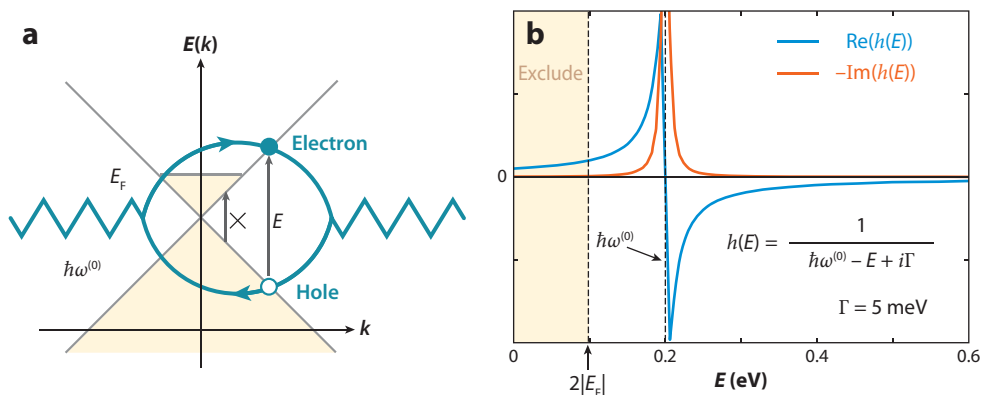 a
E(k)
Electron
E_F
E
ħω^(0)
Hole
k
b
Re(h(E))
–Im(h(E))
Exclude
0
ħω^(0)
h(E) = 1 / (ħω^(0) – E + iΓ)
Γ = 5 meV
0
0.2
0.4
0.6
2|E_F|
E (eV)